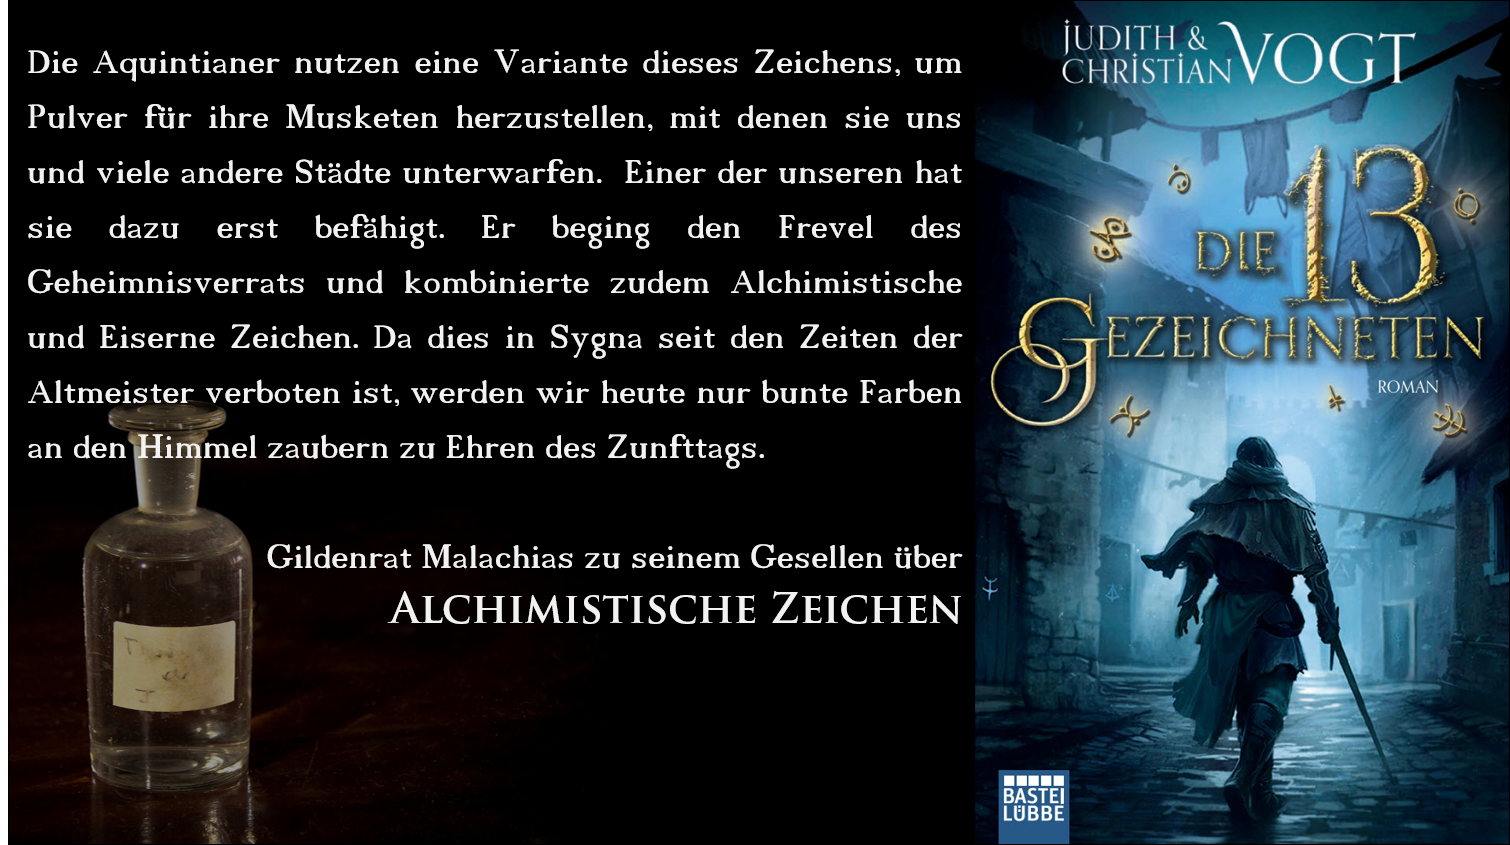 Die Aquintianer nutzen eine Variante dieses Zeichens, um
Pulver für ihre Musketen herzustellen, mit denen sie uns
und viele andere Städte unterwarfen. Einer der unseren hat
sie dazu erst befähigt. Er beging den Frevel des
Geheimnisverrats und kombinierte zudem Alchimistische
und Eiserne Zeichen. Da dies in Sygna seit den Zeiten der
Altmeister verboten ist, werden wir heute nur bunte Farben
an den Himmel zaubern zu Ehren des Zunfttags.
Gildenrat Malachias zu seinem Gesellen über
ALCHIMISTISCHE ZEICHEN
JUDITH &
CHRISTIAN VOGT
DIE 13
GEZEICHNETEN
ROMAN
BASTEI
LÜBBE